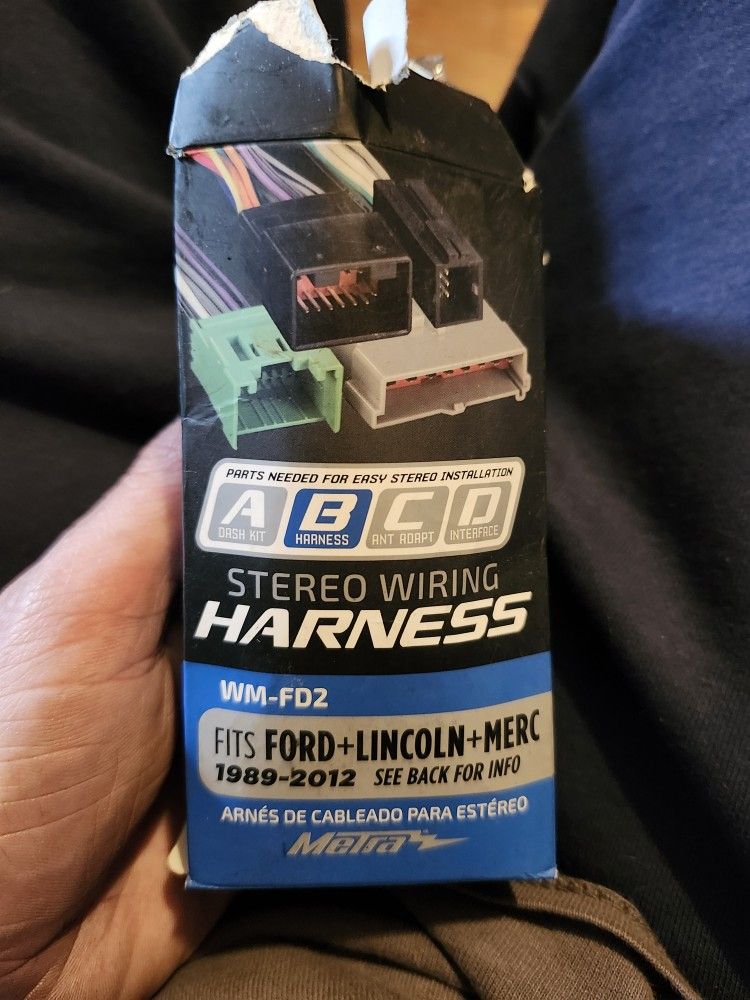 PARTS NEEDED FOR EASY STEREO INSTALLATION
A B C D
DASH KIT HARNESS ANT ADAPT INTERFACE
STEREO WIRING
HARNESS
WM-FD2
FITS FORD+LINCOLN+MERC
1989-2012 SEE BACK FOR INFO
ARNÉS DE CABLEADO PARA ESTÉREO
Metra